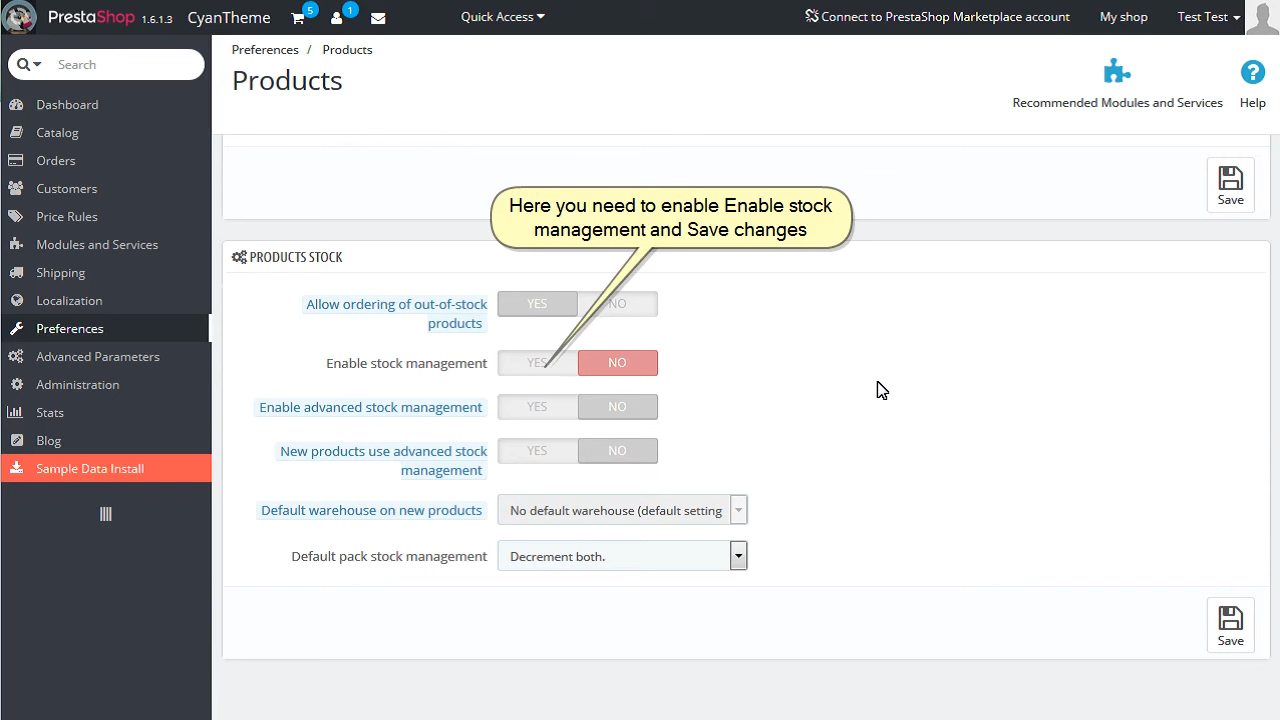 PrestaShop 1.6.1.3 CyanTheme 5 1 Quick Access Connect to PrestaShop Marketplace account My shop Test Test
Search
Dashboard
Catalog
Orders
Customers
Price Rules
Modules and Services
Shipping
Localization
Preferences
Advanced Parameters
Administration
Stats
Blog
Sample Data Install
Preferences / Products
Products
Recommended Modules and Services
Help
Save
Here you need to enable Enable stock
management and Save changes
PRODUCTS STOCK
Allow ordering of out-of-stock
products
YES NO
Enable stock management YES NO
Enable advanced stock management YES NO
New products use advanced stock
management
YES NO
Default warehouse on new products No default warehouse (default setting
Default pack stock management Decrement both.
Save